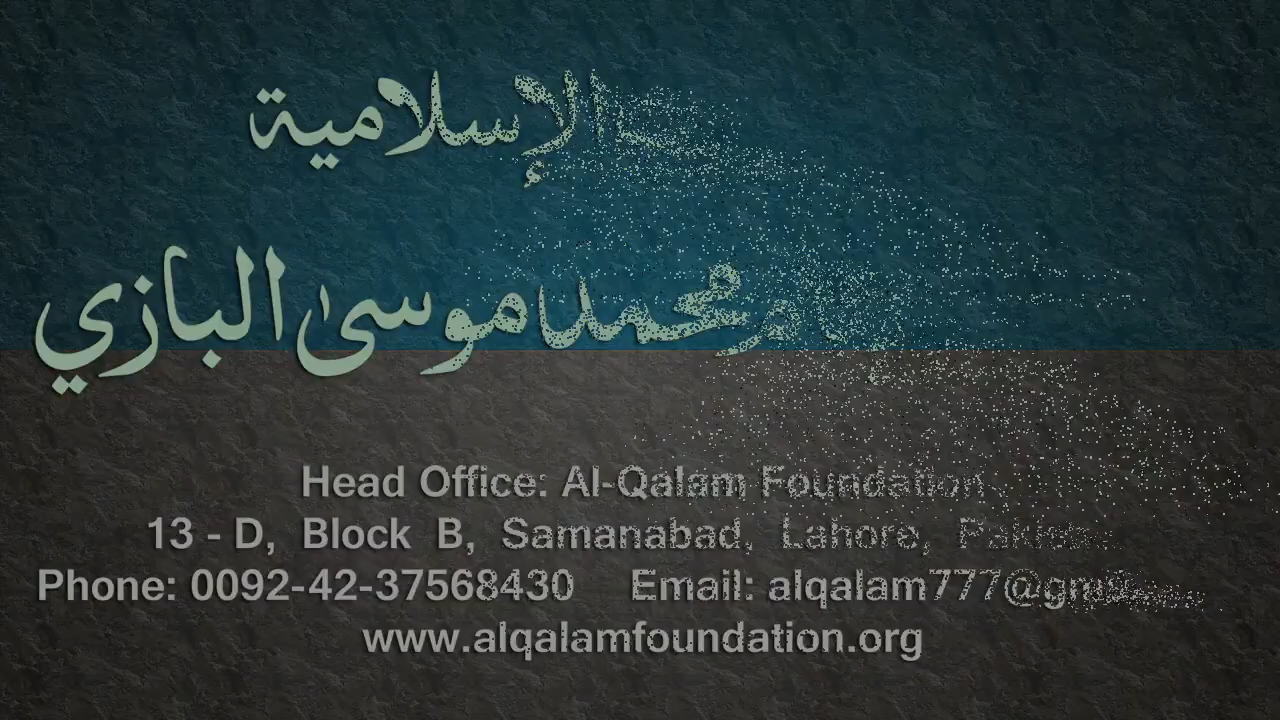 الإسلامية
محمد موسى البازي
Head Office: Al-Qalam Foundation
13 - D, Block B, Samanabad, Lahore,
Phone: 0092-42-37568430 Email:
www.alqalamfoundation.org